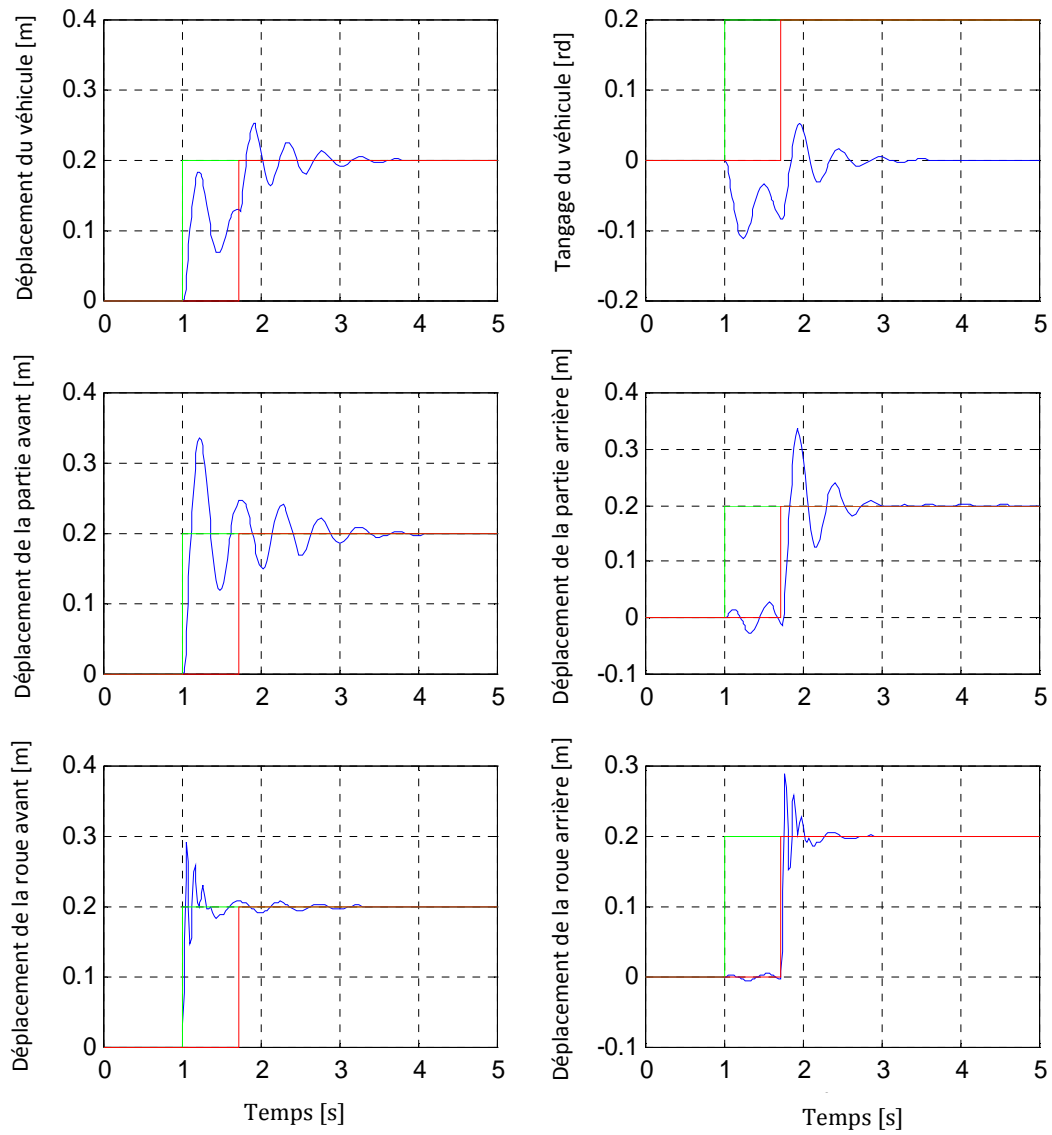 Déplacement du véhicule [m]
0.4
0.3
0.2
0.1
0
0 1 2 3 4 5
Tangage du véhicule [rd]
0.2
0.1
0
-0.1
-0.2
0 1 2 3 4 5
Déplacement de la partie avant [m]
0.4
0.3
0.2
0.1
0
0 1 2 3 4 5
Déplacement de la partie arrière [m]
0.4
0.3
0.2
0.1
0
-0.1
0 1 2 3 4 5
Déplacement de la roue avant [m]
0.4
0.3
0.2
0.1
0
0 1 2 3 4 5
Temps [s]
Déplacement de la roue arrière [m]
0.3
0.2
0.1
0
-0.1
0 1 2 3 4 5
Temps [s]